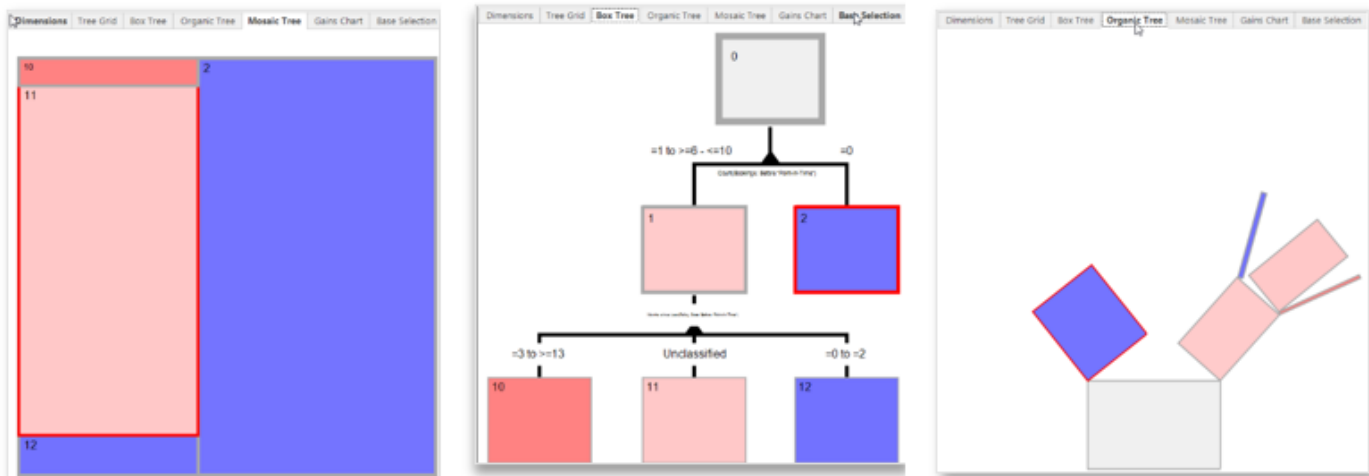 Dimensions Tree Grid Box Tree Organic Tree Mosaic Tree Gains Chart Base Selection
10
2
11
12
Dimensions Tree Grid Box Tree Organic Tree Mosaic Tree Gains Chart Base Selection
0
=1 to >=6 - <=10
=0
1
2
=3 to >=13
Unclassified
=0 to =2
10
11
12
Dimensions Tree Grid Box Tree Organic Tree Mosaic Tree Gains Chart Base Selection